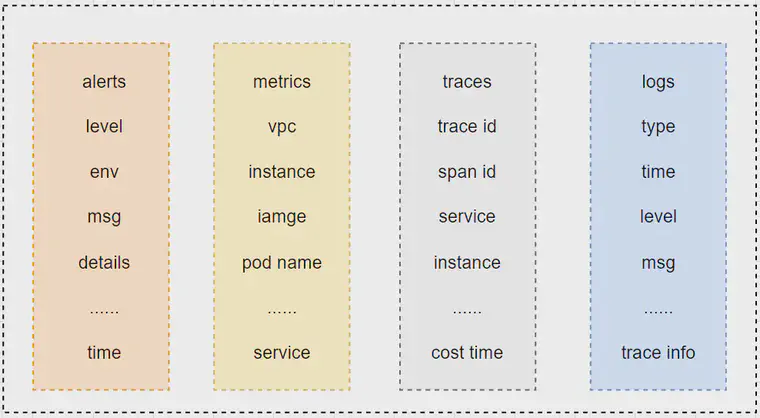 alerts
level
env
msg
details
......
time
metrics
vpc
instance
iamge
pod name
......
service
traces
trace id
span id
service
instance
......
cost time
logs
type
time
level
msg
......
trace info